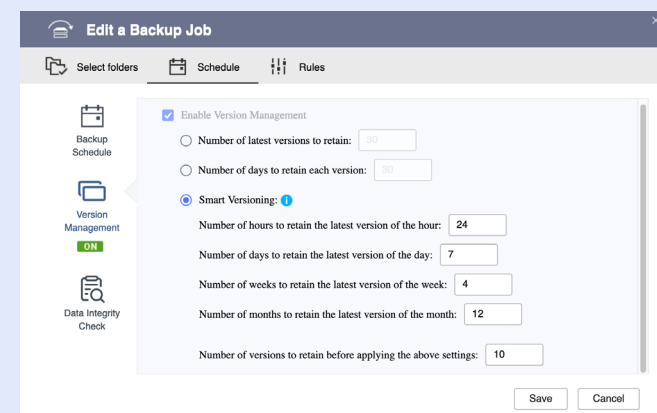 Edit a Backup Job
Select folders
Schedule
Rules
Backup
Schedule
Version
Management
ON
Data Integrity
Check
Enable Version Management
Number of latest versions to retain: 30
Number of days to retain each version: 30
Smart Versioning: i
Number of hours to retain the latest version of the hour: 24
Number of days to retain the latest version of the day: 7
Number of weeks to retain the latest version of the week: 4
Number of months to retain the latest version of the month: 12
Number of versions to retain before applying the above settings: 10
Save
Cancel